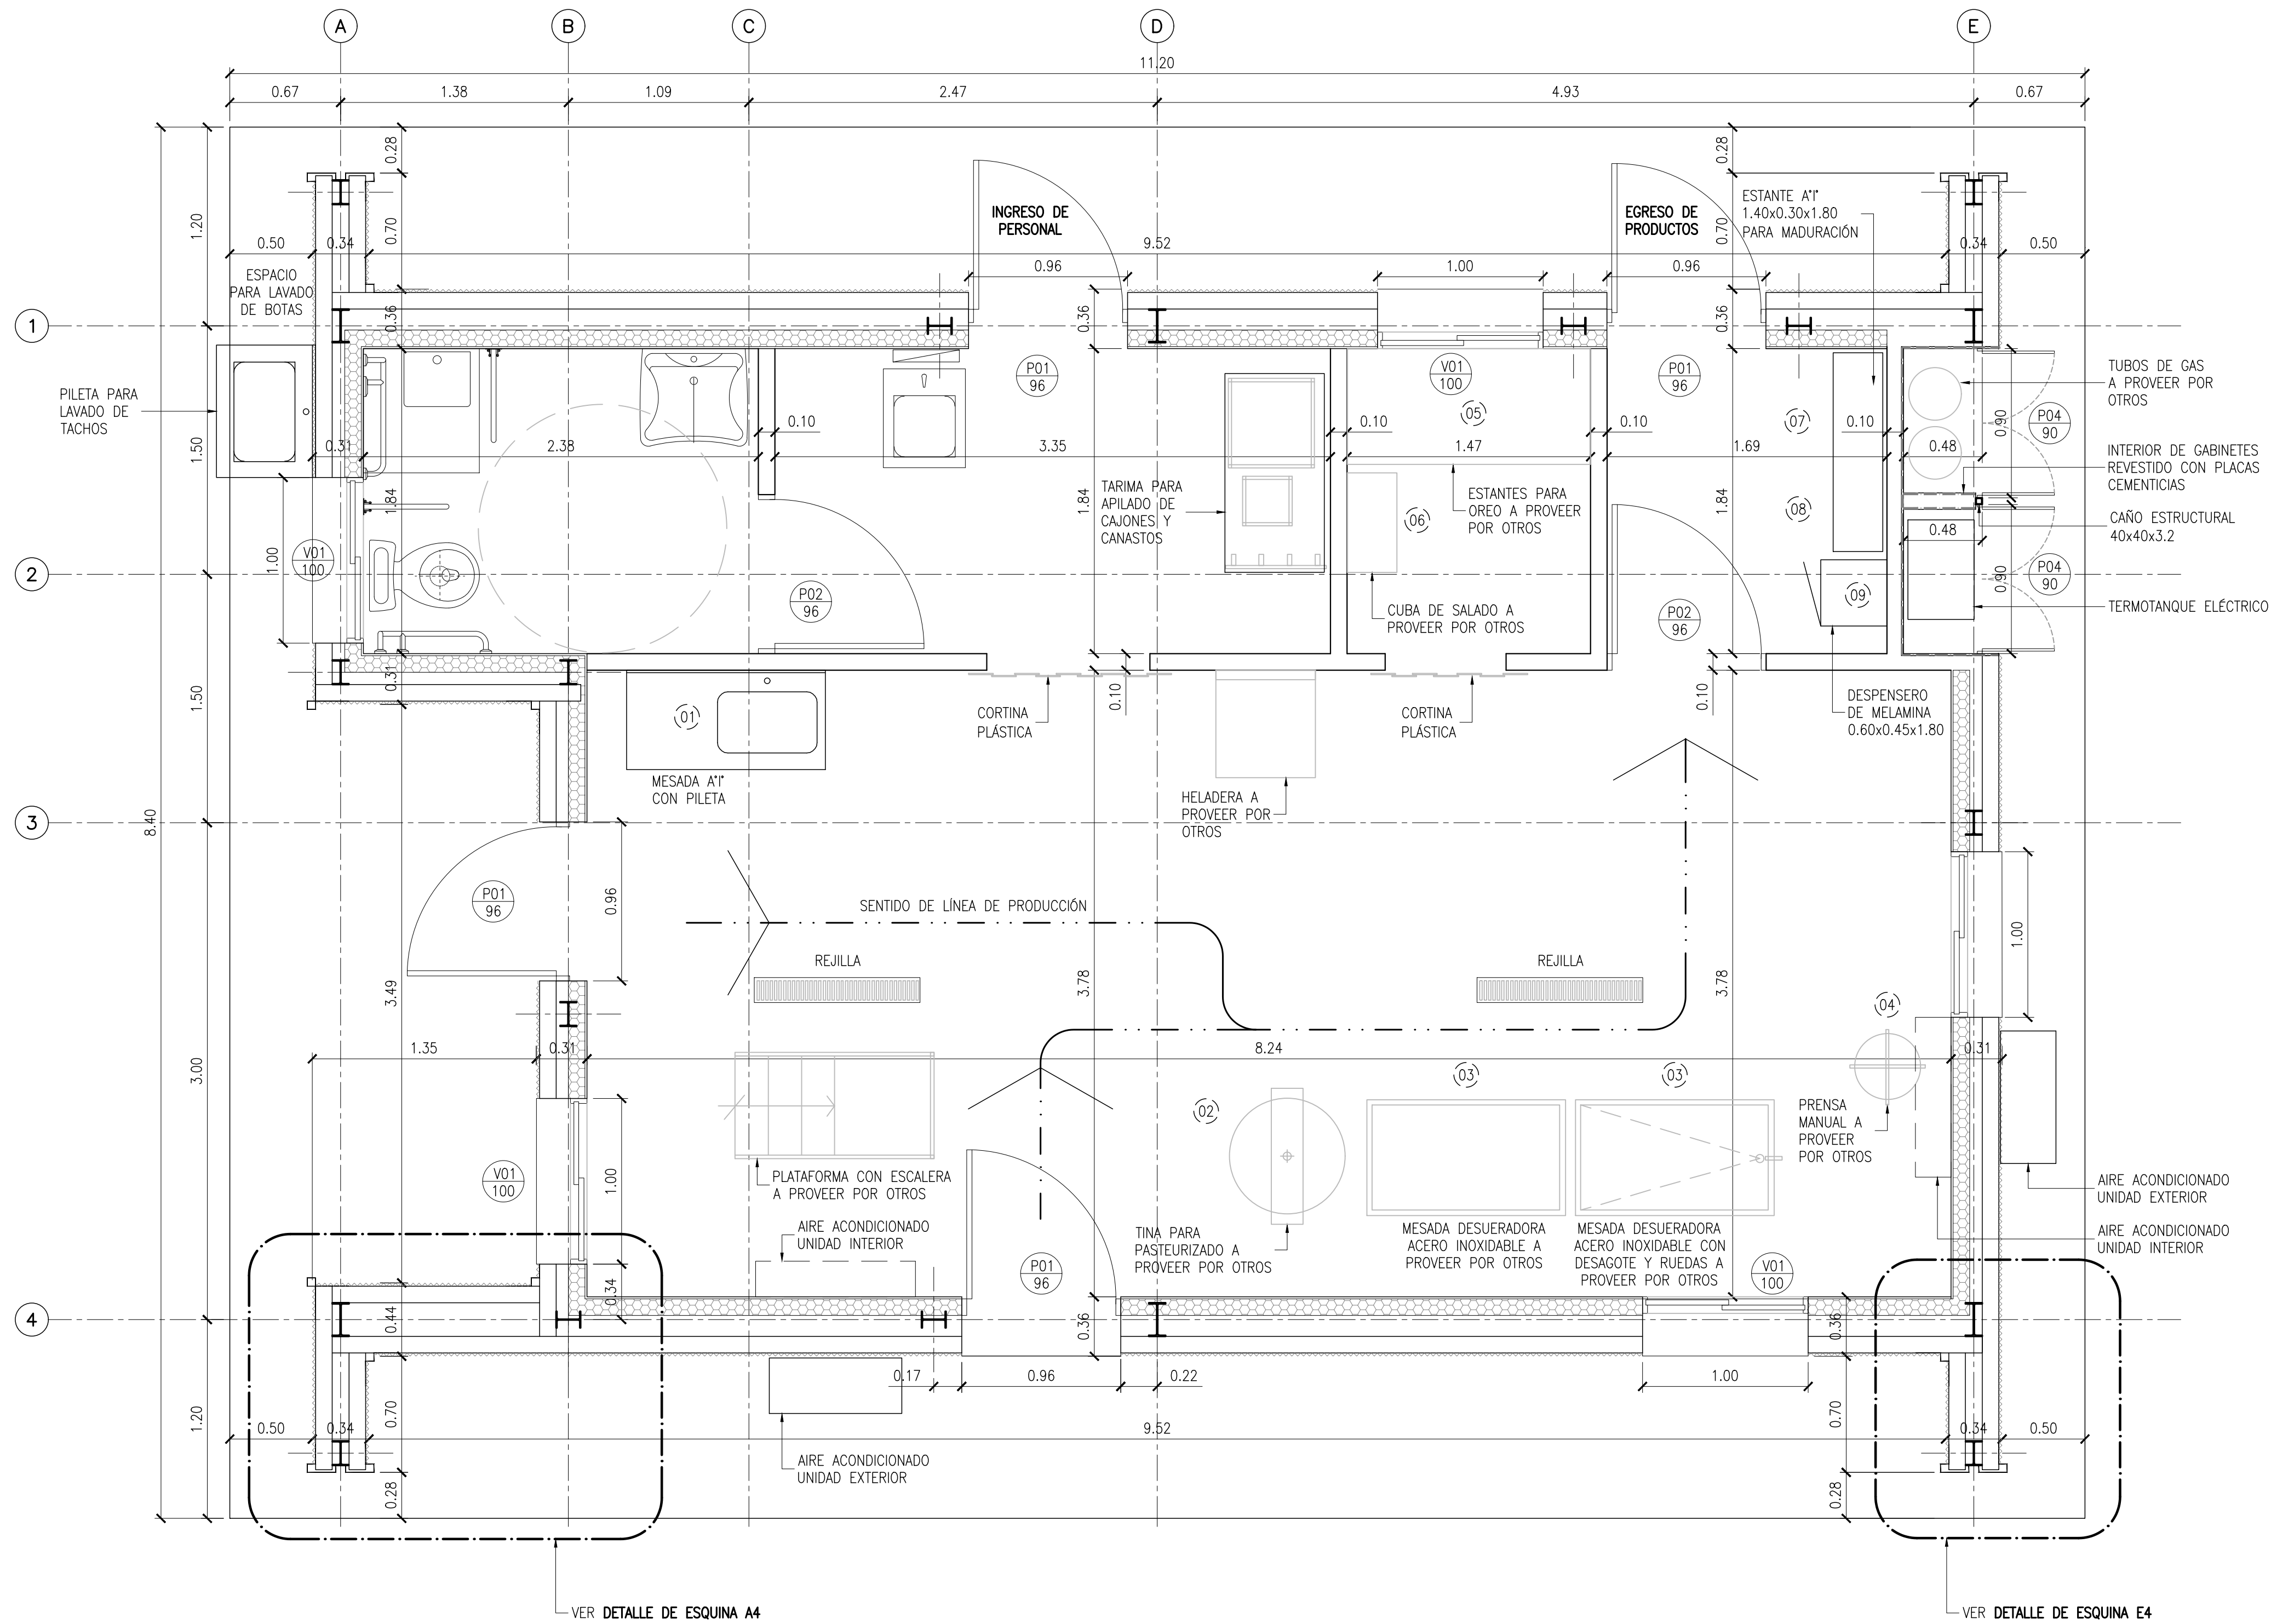 A
B
C
D
E
11.20
0.67
1.38
1.09
2.47
4.93
0.67
0.28
0.28
1.20
0.70
0.70
INGRESO DE
PERSONAL
EGRESO DE
PRODUCTOS
ESTANTE A°I°
1.40x0.30x1.80
PARA MADURACIÓN
0.50
0.34
9.52
0.34
0.50
ESPACIO
PARA LAVADO
DE BOTAS
0.96
1.00
0.96
1
0.36
0.36
0.36
P01
96
V01
100
P01
96
TUBOS DE GAS
A PROVEER POR
OTROS
PILETA PARA
LAVADO DE
TACHOS
05
07
P04
90
0.90
0.10
0.10
0.10
0.10
1.50
0.31
2.38
3.35
1.47
1.69
0.48
INTERIOR DE GABINETES
REVESTIDO CON PLACAS
CEMENTICIAS
TARIMA PARA
APILADO DE
CAJONES Y
CANASTOS
ESTANTES PARA
OREO A PROVEER
POR OTROS
1.84
1.84
1.84
06
08
CAÑO ESTRUCTURAL
40x40x3.2
0.48
1.00
V01
100
2
P04
90
0.90
P02
96
09
CUBA DE SALADO A
PROVEER POR OTROS
P02
96
TERMOTANQUE ELÉCTRICO
0.31
1.50
0.10
0.10
01
CORTINA
PLÁSTICA
CORTINA
PLÁSTICA
DESPENSERO
DE MELAMINA
0.60x0.45x1.80
MESADA A°I°
CON PILETA
HELADERA A
PROVEER POR
OTROS
3
8.40
P01
96
0.96
SENTIDO DE LÍNEA DE PRODUCCIÓN
1.00
REJILLA
REJILLA
3.49
3.78
3.78
04
1.35
0.31
8.24
0.31
3.00
03
03
02
PRENSA
MANUAL A
PROVEER
POR OTROS
V01
100
1.00
PLATAFORMA CON ESCALERA
A PROVEER POR OTROS
AIRE ACONDICIONADO
UNIDAD EXTERIOR
AIRE ACONDICIONADO
UNIDAD INTERIOR
TINA PARA
PASTEURIZADO A
PROVEER POR OTROS
MESADA DESUERADORA
ACERO INOXIDABLE A
PROVEER POR OTROS
MESADA DESUERADORA
ACERO INOXIDABLE CON
DESAGOTE Y RUEDAS A
PROVEER POR OTROS
AIRE ACONDICIONADO
UNIDAD INTERIOR
P01
96
V01
100
0.34
4
0.44
0.36
0.36
0.17
0.96
0.22
1.00
1.20
0.70
0.70
0.50
0.34
9.52
0.34
0.50
AIRE ACONDICIONADO
UNIDAD EXTERIOR
0.28
0.28
VER DETALLE DE ESQUINA A4
VER DETALLE DE ESQUINA E4